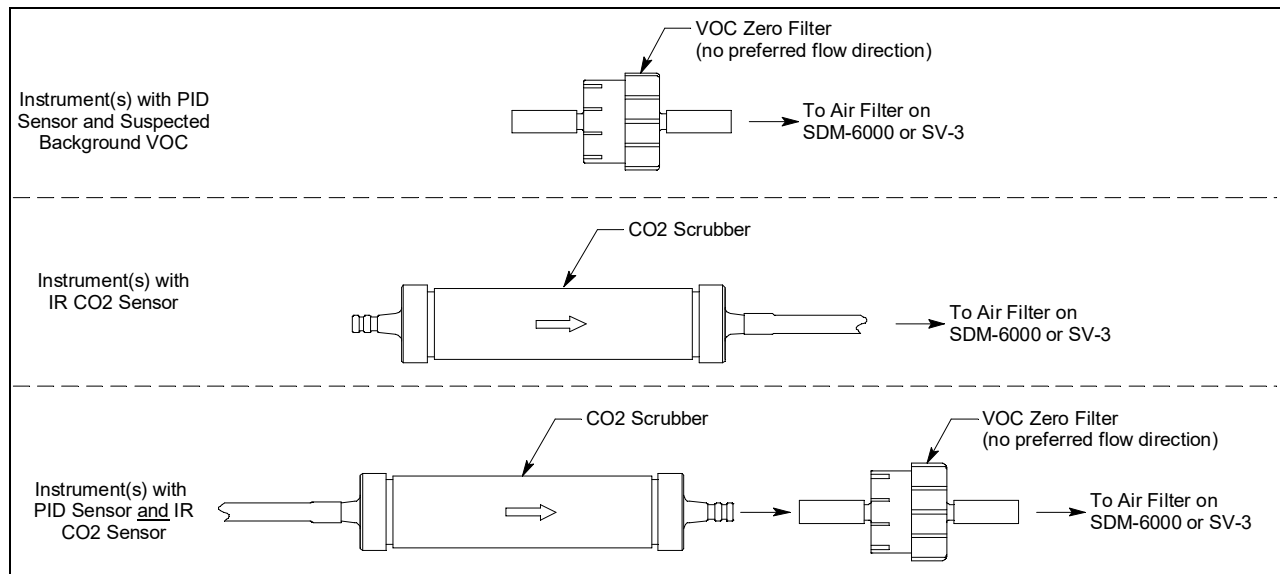 VOC Zero Filter
(no preferred flow direction)
Instrument(s) with PID
Sensor and Suspected
Background VOC
To Air Filter on
SDM-6000 or SV-3
CO2 Scrubber
Instrument(s) with
IR CO2 Sensor
To Air Filter on
SDM-6000 or SV-3
CO2 Scrubber
VOC Zero Filter
(no preferred flow direction)
Instrument(s) with
PID Sensor and IR
CO2 Sensor
To Air Filter on
SDM-6000 or SV-3